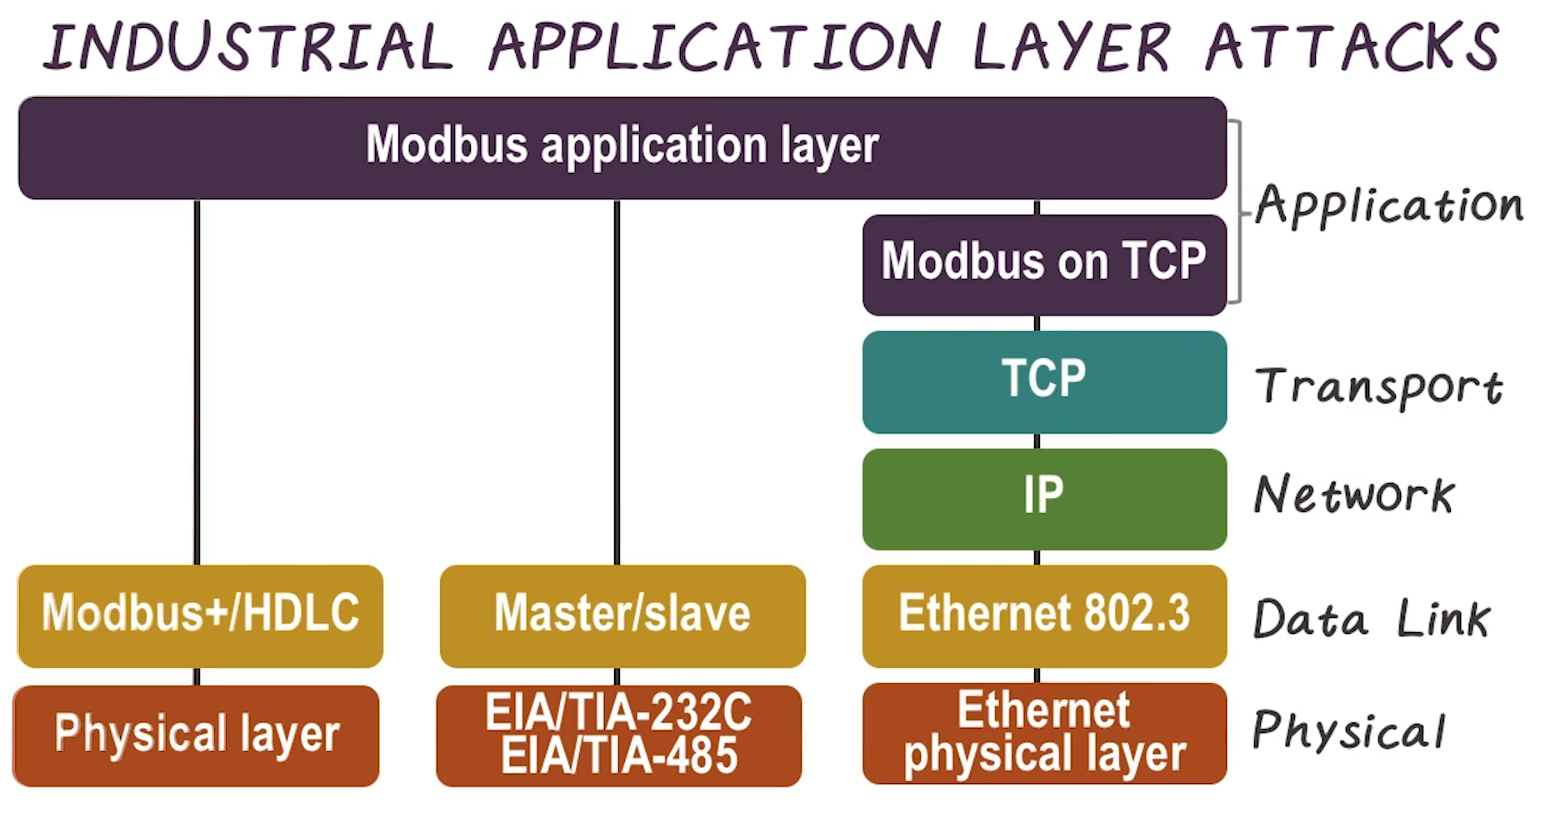 INDUSTRIAL APPLICATION LAYER ATTACKS
Modbus application layer
Application
Modbus on TCP
TCP
Transport
IP
Network
Modbus+/HDLC
Master/slave
Ethernet 802.3
Data Link
Physical layer
EIA/TIA-232C
EIA/TIA-485
Ethernet
physical layer
Physical